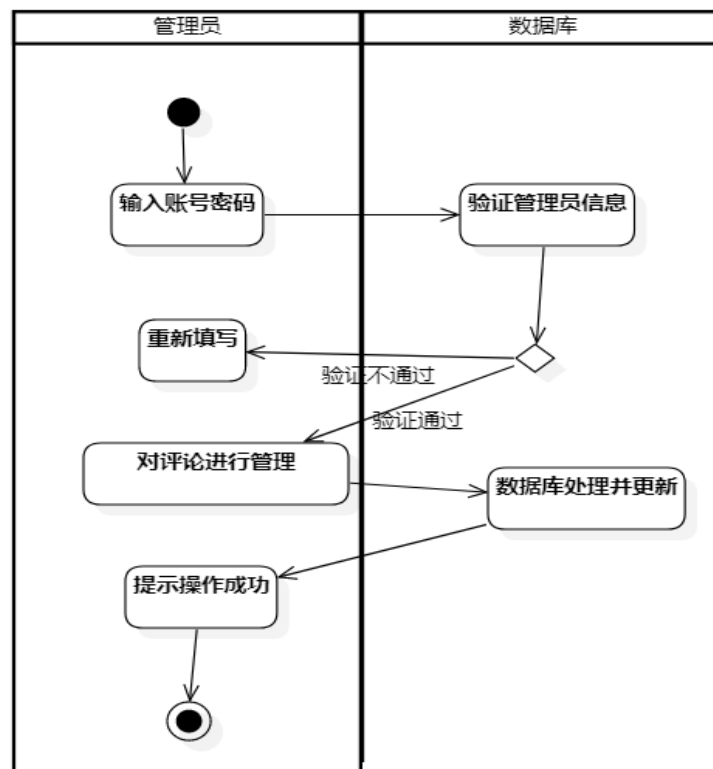 管理员
数据库
输入账号密码
验证管理员信息
重新填写
验证不通过
验证通过
对评论进行管理
数据库处理并更新
提示操作成功